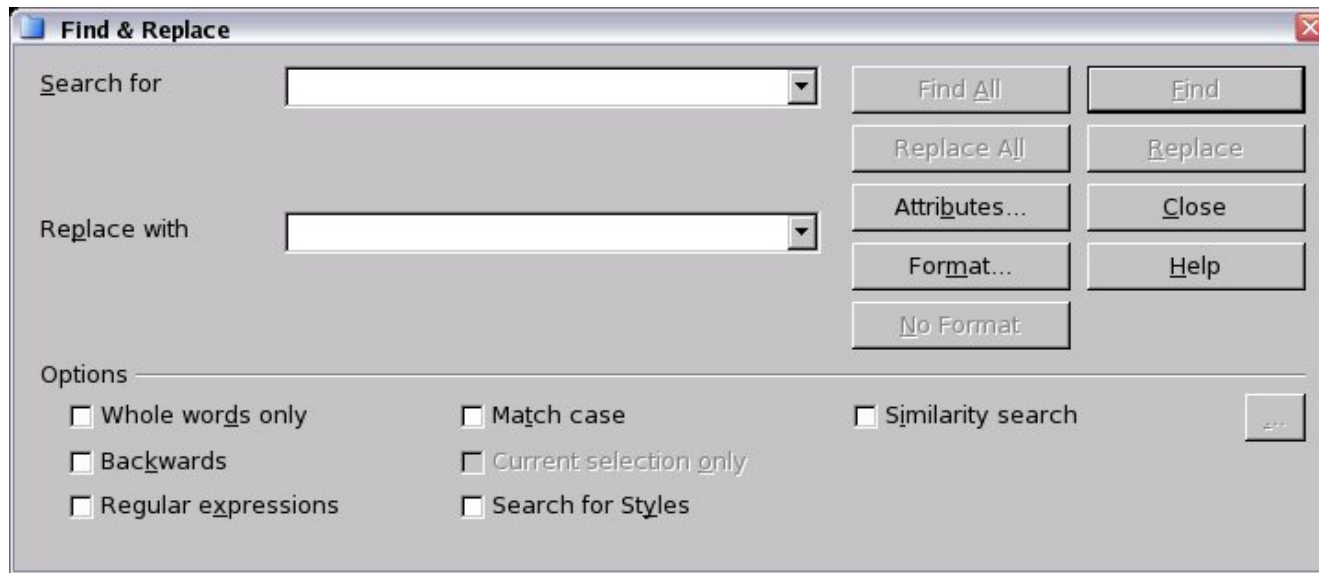 Find & Replace
Search for
Find All
Find
Replace All
Replace
Replace with
Attributes...
Close
Format...
Help
No Format
Options
Whole words only
Match case
Similarity search
...
Backwards
Current selection only
Regular expressions
Search for Styles